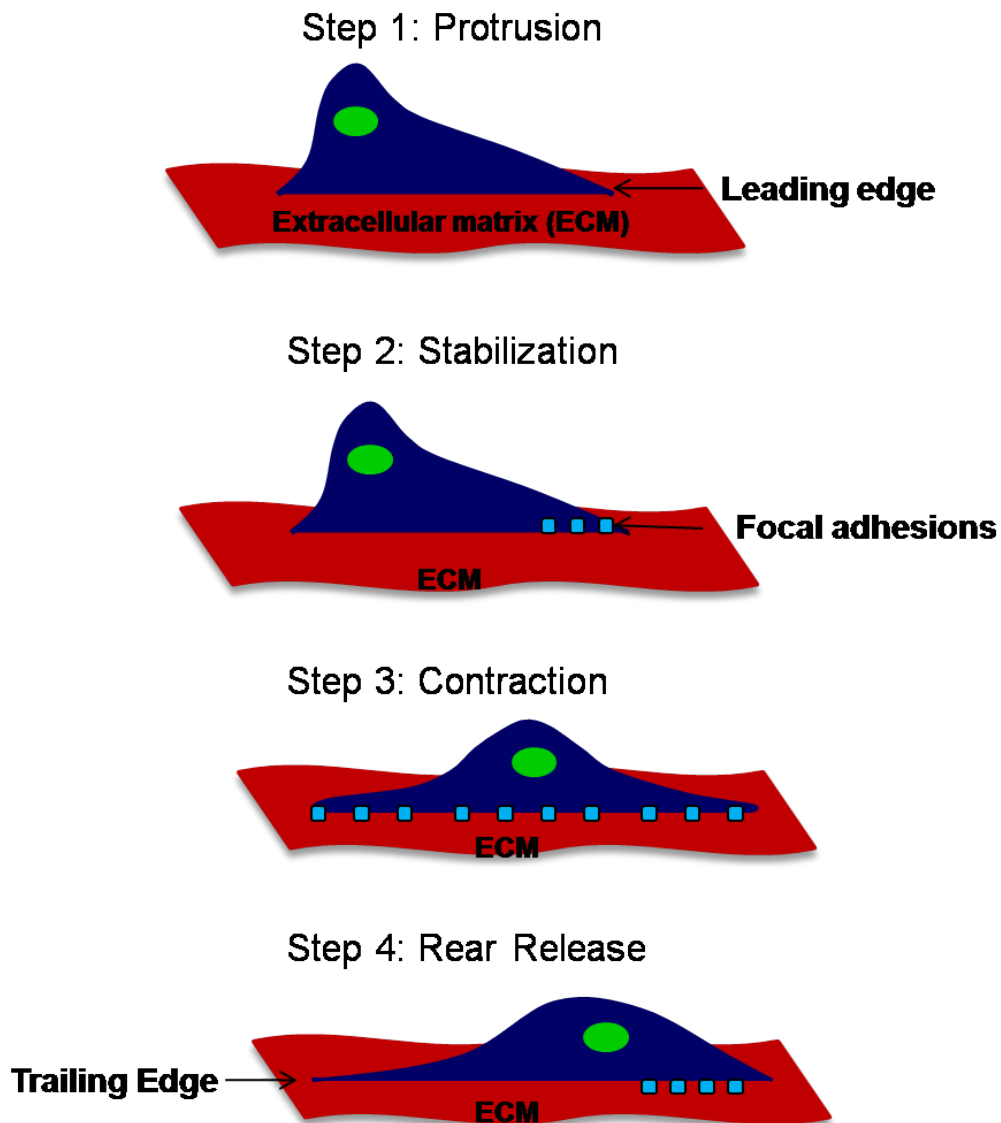 Step 1: Protrusion
Leading edge
Extracellular matrix (ECM)
Step 2: Stabilization
Focal adhesions
ECM
Step 3: Contraction
ECM
Step 4: Rear Release
Trailing Edge
ECM